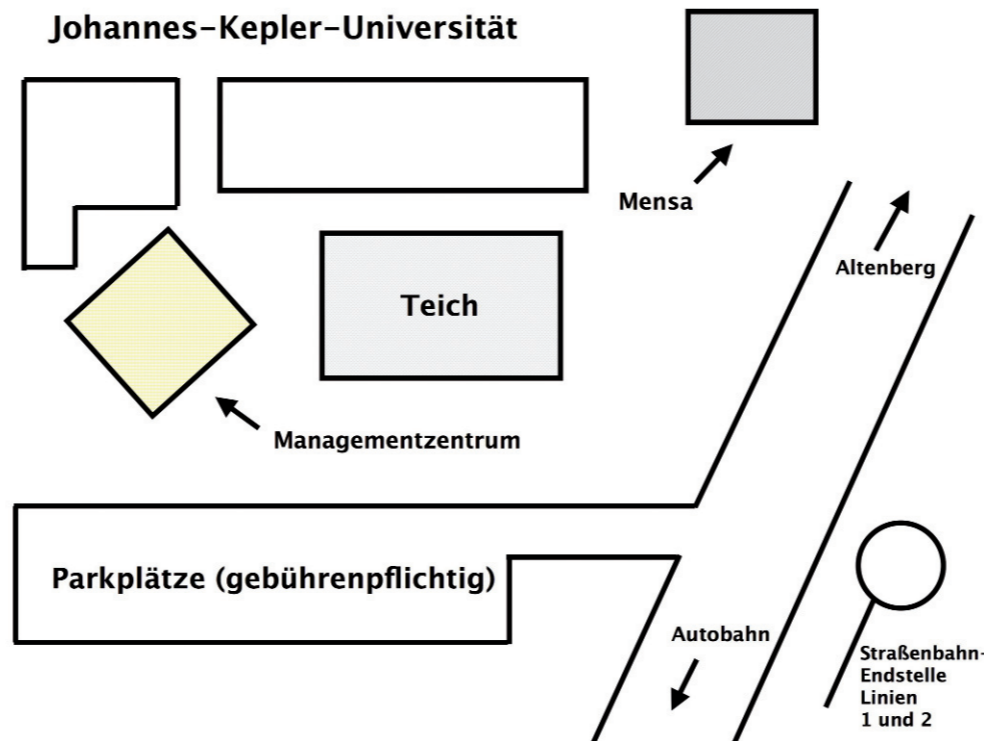 Johannes-Kepler-Universität
Mensa
Altenberg
Teich
Managementzentrum
Parkplätze (gebührenpflichtig)
Autobahn
Straßenbahn-
Endstelle
Linien
1 und 2